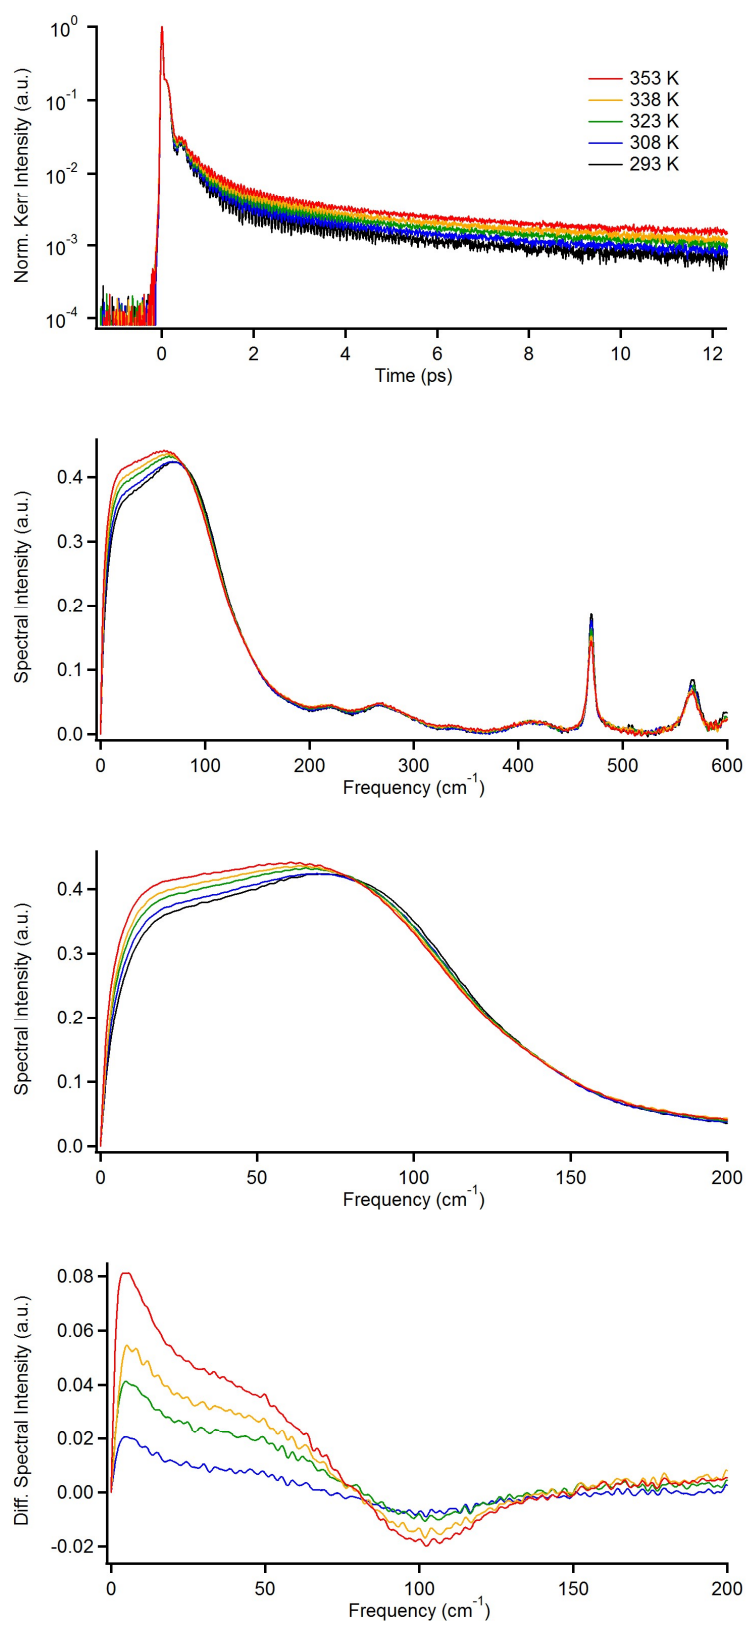 Norm. Kerr Intensity (a.u.)
10^0
10^-1
10^-2
10^-3
10^-4
353 K
338 K
323 K
308 K
293 K
0 2 4 6 8 10 12
Time (ps)
Spectral Intensity (a.u.)
0.4
0.3
0.2
0.1
0.0
0 100 200 300 400 500 600
Frequency (cm^-1)
Spectral Intensity (a.u.)
0.4
0.3
0.2
0.1
0.0
0 50 100 150 200
Frequency (cm^-1)
Diff. Spectral Intensity (a.u.)
0.08
0.06
0.04
0.02
0.00
-0.02
0 50 100 150 200
Frequency (cm^-1)